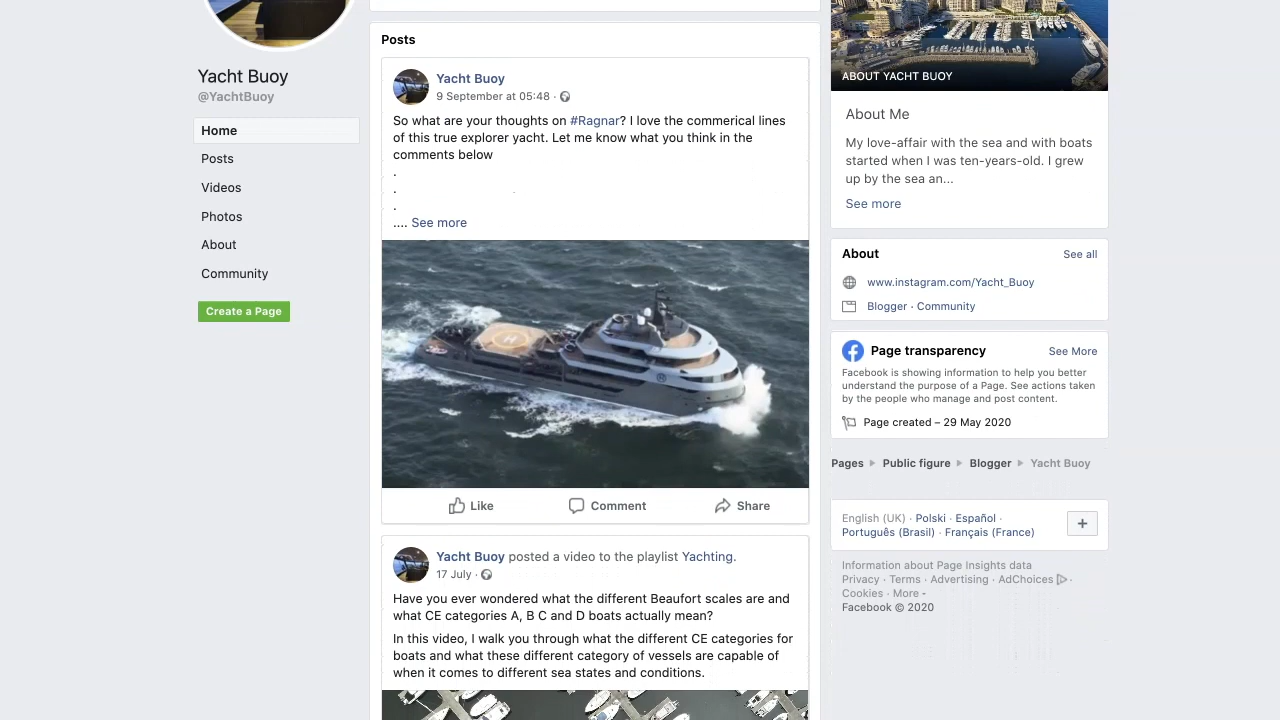 Yacht Buoy
@YachtBuoy
Home
Posts
Videos
Photos
About
Community
Create a Page
Posts
Yacht Buoy
9 September at 05:48 ·
So what are your thoughts on #Ragnar? I love the commerical lines
of this true explorer yacht. Let me know what you think in the
comments below
.
.
.
.... See more
H
Like
Comment
Share
Yacht Buoy posted a video to the playlist Yachting.
17 July ·
Have you ever wondered what the different Beaufort scales are and
what CE categories A, B C and D boats actually mean?
In this video, I walk you through what the different CE categories for
boats and what these different category of vessels are capable of
when it comes to different sea states and conditions.
ABOUT YACHT BUOY
About Me
My love-affair with the sea and with boats
started when I was ten-years-old. I grew
up by the sea an...
See more
About
See all
www.instagram.com/Yacht_Buoy
Blogger · Community
Page transparency
See More
Facebook is showing information to help you better
understand the purpose of a Page. See actions taken
by the people who manage and post content.
Page created – 29 May 2020
Pages
Public figure
Blogger
Yacht Buoy
English (UK) · Polski · Español ·
Português (Brasil) · Français (France)
+
Information about Page Insights data
Privacy · Terms · Advertising · AdChoices ·
Cookies · More
Facebook © 2020